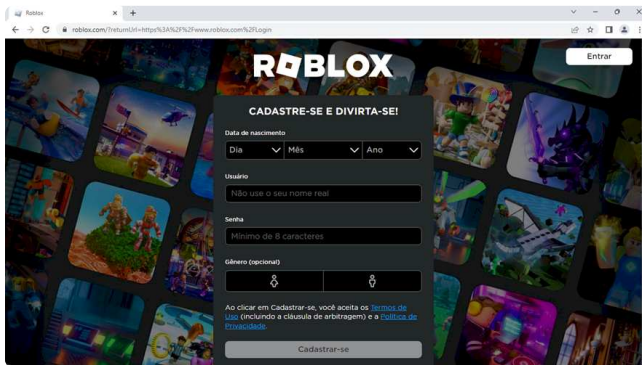 Roblox
roblox.com/?returnUrl=https%3A%2F%2Fwww.roblox.com%2FLogin
ROBLOX
Entrar
CADASTRE-SE E DIVIRTA-SE!
Data de nascimento
Dia Mês Ano
Usuário
Não use o seu nome real
Senha
Mínimo de 8 caracteres
Gênero (opcional)
Ao clicar em Cadastrar-se, você aceita os Termos de
Uso (incluindo a cláusula de arbitragem) e a Política de
Privacidade.
Cadastrar-se